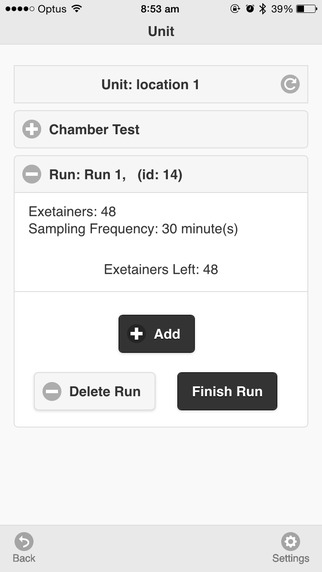 Optus 8:53 am 39%
Unit
Unit: location 1
Chamber Test
Run: Run 1, (id: 14)
Exetainers: 48
Sampling Frequency: 30 minute(s)
Exetainers Left: 48
Add
Delete Run Finish Run
Back Settings